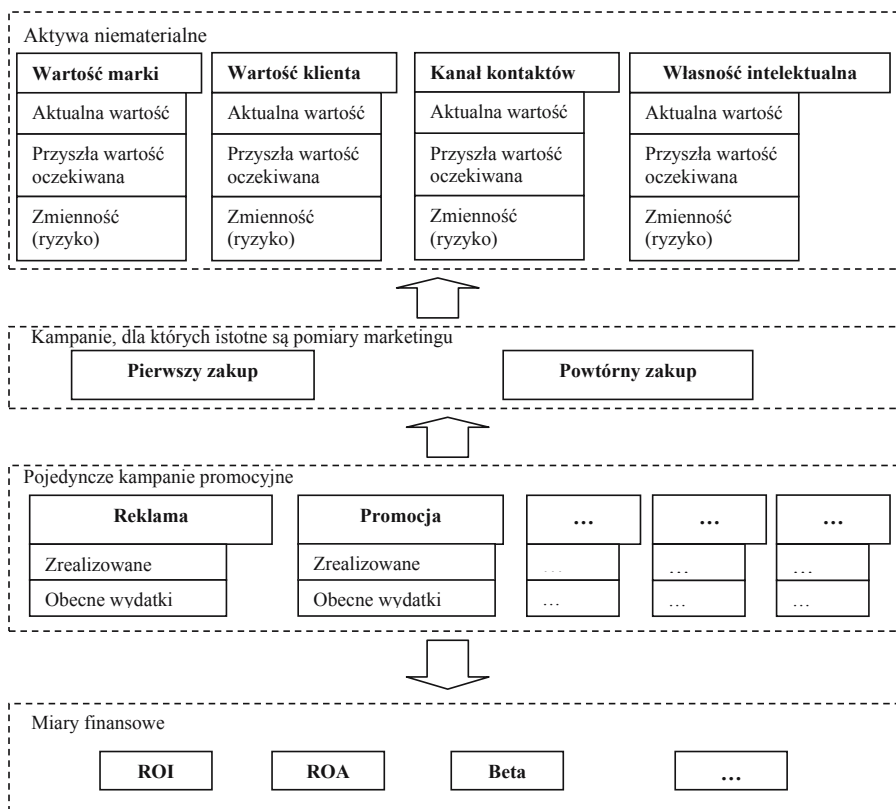 Aktywa niematerialne
Wartość marki
Aktualna wartość
Przyszła wartość
oczekiwana
Zmienność
(ryzyko)
Wartość klienta
Aktualna wartość
Przyszła wartość
oczekiwana
Zmienność
(ryzyko)
Kanał kontaktów
Aktualna wartość
Przyszła wartość
oczekiwana
Zmienność
(ryzyko)
Własność intelektualna
Aktualna wartość
Przyszła wartość
oczekiwana
Zmienność
(ryzyko)
Kampanie, dla których istotne są pomiary marketingu
Pierwszy zakup
Powtórny zakup
Pojedyncze kampanie promocyjne
Reklama
Zrealizowane
Obecne wydatki
Promocja
Zrealizowane
Obecne wydatki
…
…
…
…
…
…
…
…
…
Miary finansowe
ROI
ROA
Beta
…